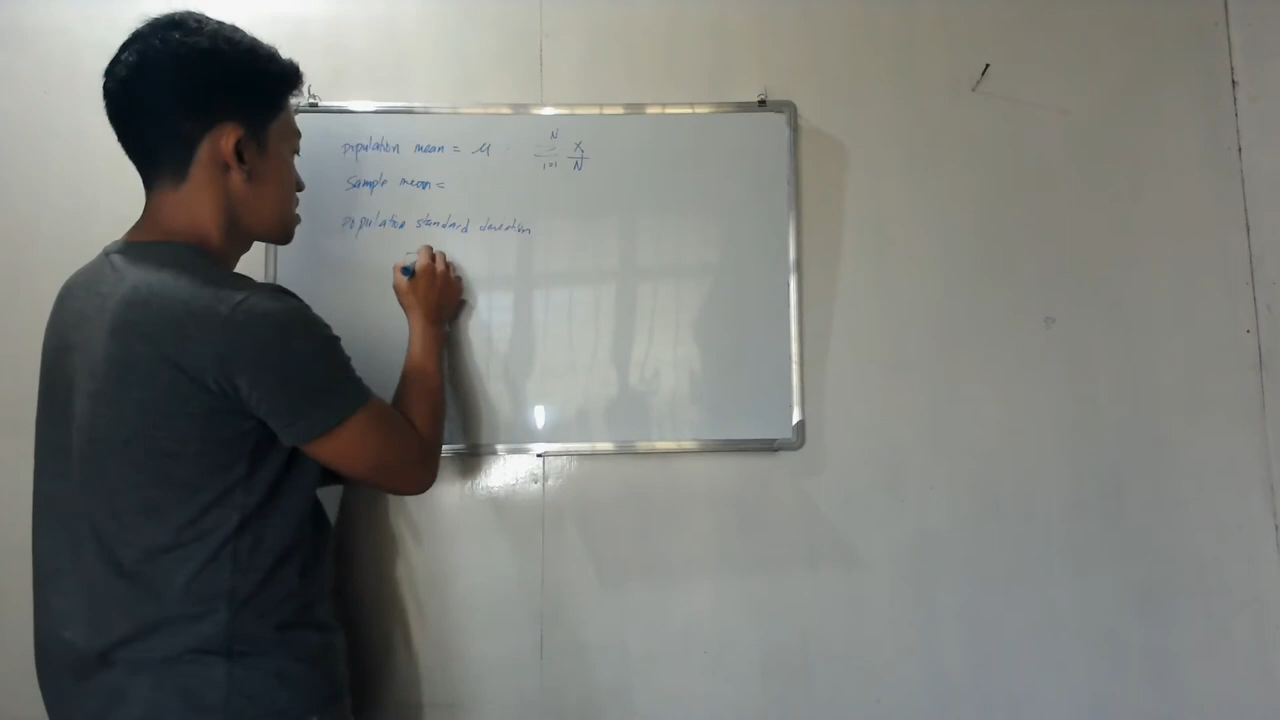 population mean = μ Σ N i=1 X N
Sample mean =
Population standard deviation